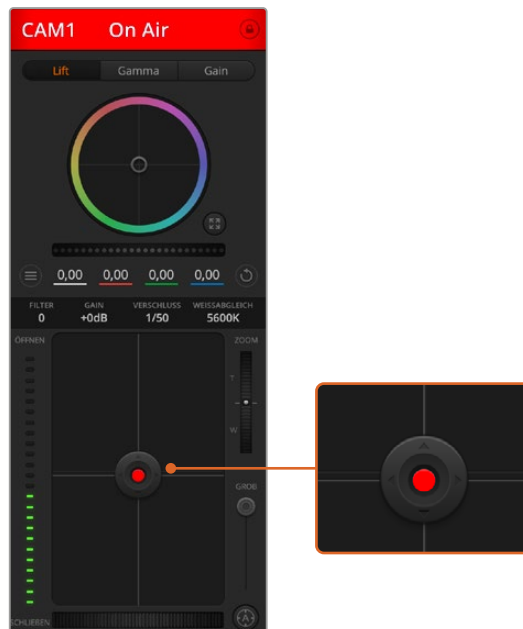 CAM1 On Air
Lift Gamma Gain
0,00 0,00 0,00 0,00
FILTER GAIN VERSCHLUSS WEISSABGLEICH
0 +0dB 1/50 5600K
ÖFFNEN ZOOM
T
W
GROB
SCHLIEßEN A